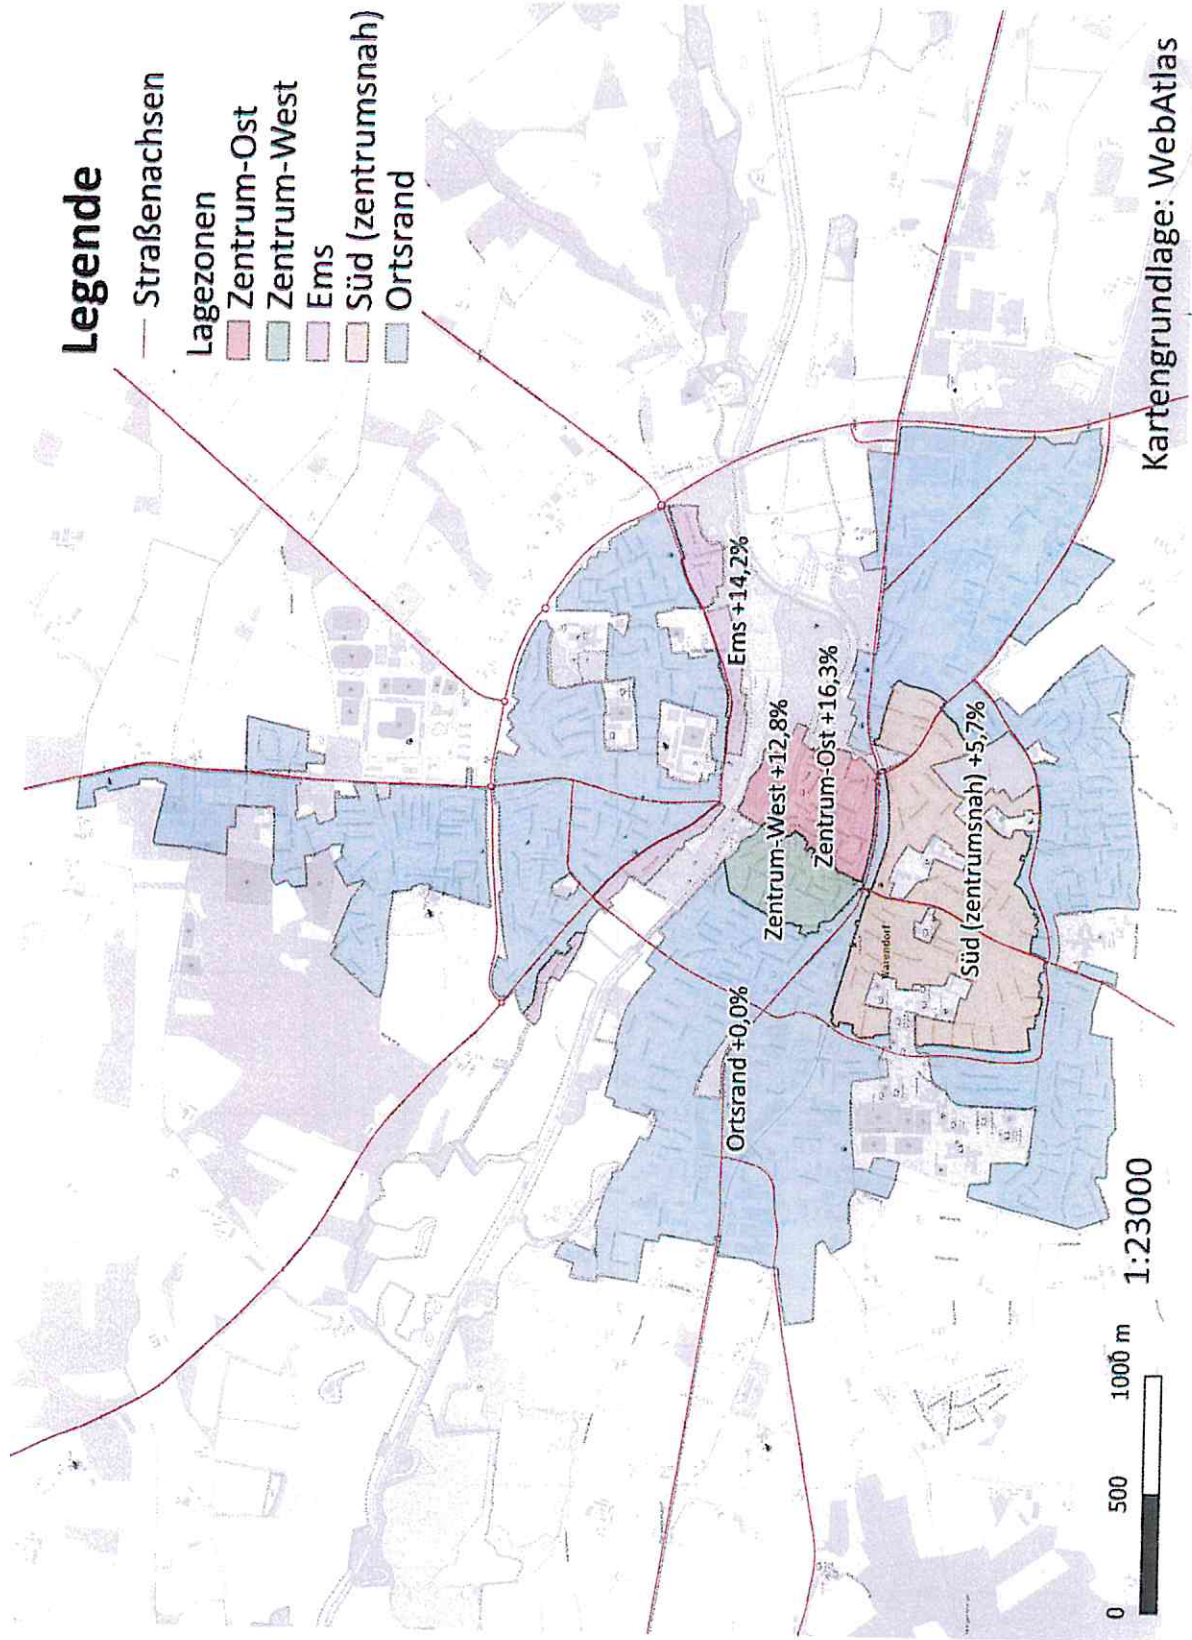 Legende
Straßenachsen
Lagezonen
Zentrum-Ost
Zentrum-West
Ems
Süd (zentrumsnah)
Ortsrand
Ems +14,2%
Zentrum-West +12,8%
Zentrum-Ost +16,3%
Warendorf
Süd (zentrumsnah) +5,7%
Ortsrand +0,0%
1:23000
0 500 1000 m
Kartengrundlage: WebAtlas